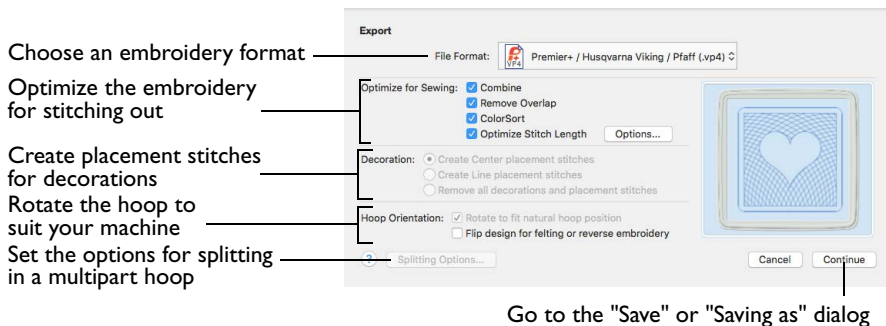 Export
Choose an embroidery format
File Format:
VP4
Premier+ / Husqvarna Viking / Pfaff (.vp4)
Optimize the embroidery
for stitching out
Optimize for Sewing:
Combine
Remove Overlap
ColorSort
Optimize Stitch Length
Options...
Create placement stitches
for decorations
Decoration:
Create Center placement stitches
Create Line placement stitches
Remove all decorations and placement stitches
Rotate the hoop to
suit your machine
Hoop Orientation:
Rotate to fit natural hoop position
Flip design for felting or reverse embroidery
Set the options for splitting
in a multipart hoop
?
Splitting Options...
Cancel
Continue
Go to the "Save" or "Saving as" dialog